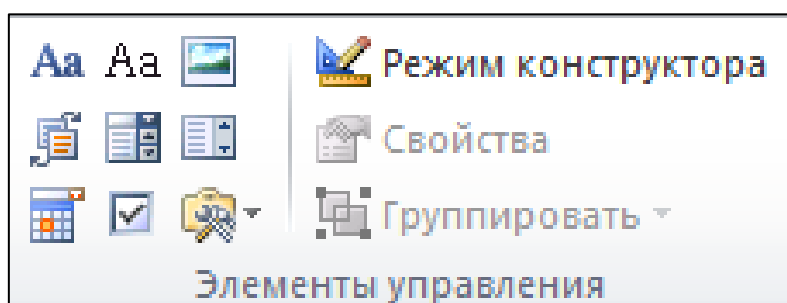 Aa Aa Режим конструктора
Свойства
Группировать
Элементы управления